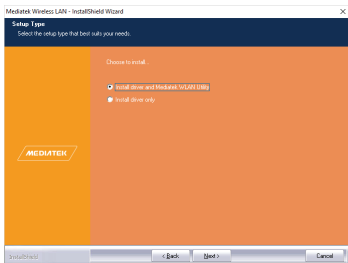 Mediatek Wireless LAN - InstallShield Wizard
Setup Type
Select the setup type that best suits your needs.
Choose to install...
Install driver and Mediatek WLAN Utility
Install driver only
MEDIATEK
InstallShield
< Back
Next >
Cancel